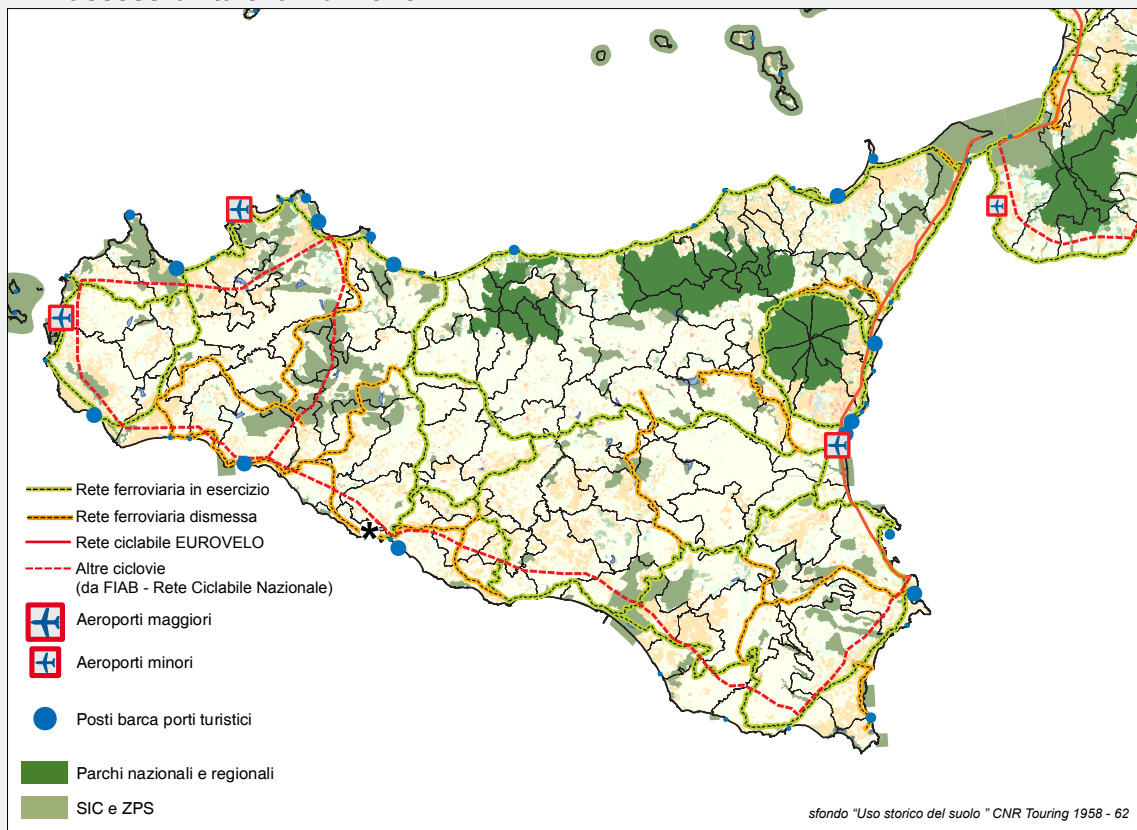 Rete ferroviaria in esercizio
Rete ferroviaria dismessa
Rete ciclabile EUROVELO
Altre ciclovie
(da FIAB - Rete Ciclabile Nazionale)
Aeroporti maggiori
Aeroporti minori
Posti barca porti turistici
Parchi nazionali e regionali
SIC e ZPS
*
sfondo "Uso storico del suolo " CNR Touring 1958 - 62